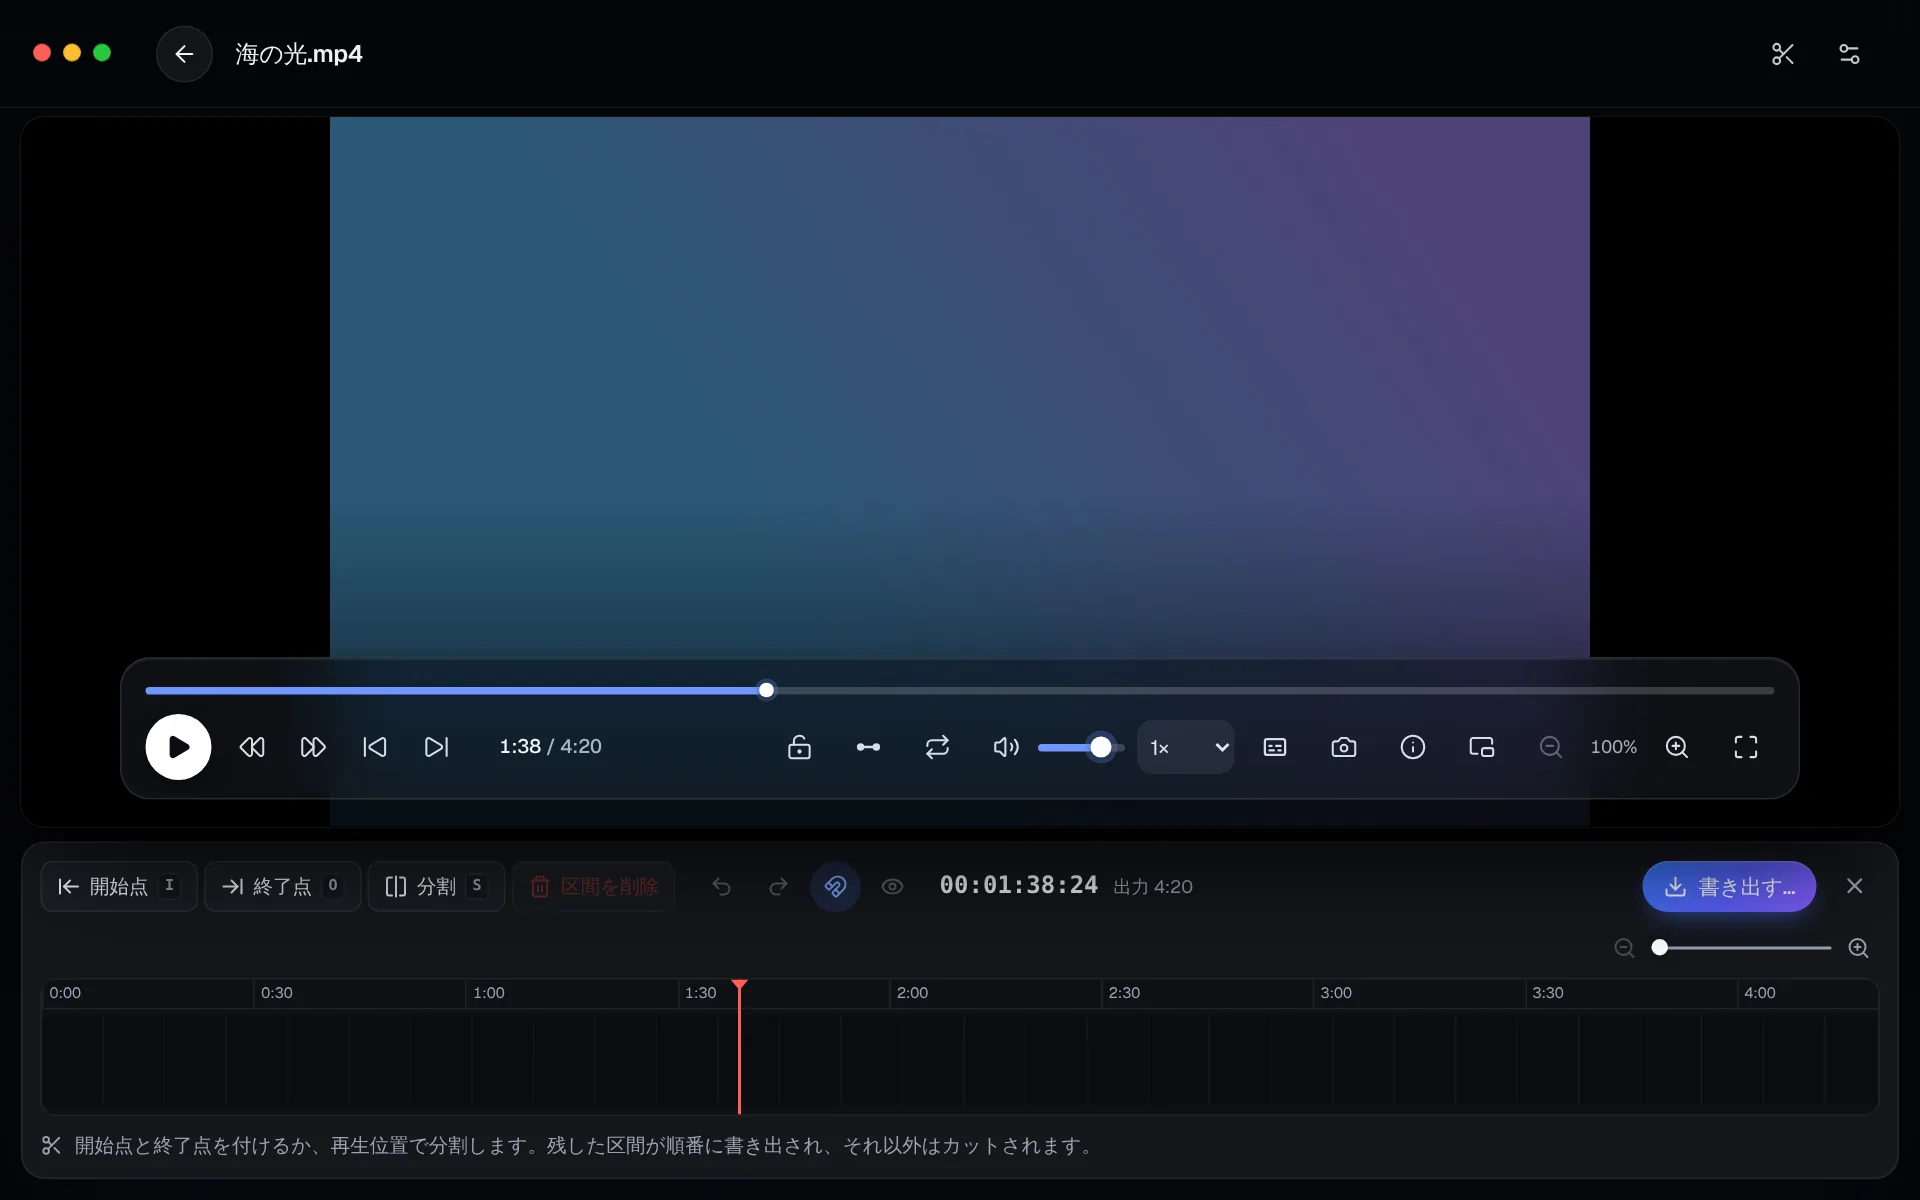 海の光.mp4
1:38 / 4:20
1×
100%
開始点 I
終了点 O
分割 S
区間を削除
00:01:38:24 出力 4:20
書き出す…
0:00 0:30 1:00 1:30 2:00 2:30 3:00 3:30 4:00
開始点と終了点を付けるか、再生位置で分割します。残した区間が順番に書き出され、それ以外はカットされます。